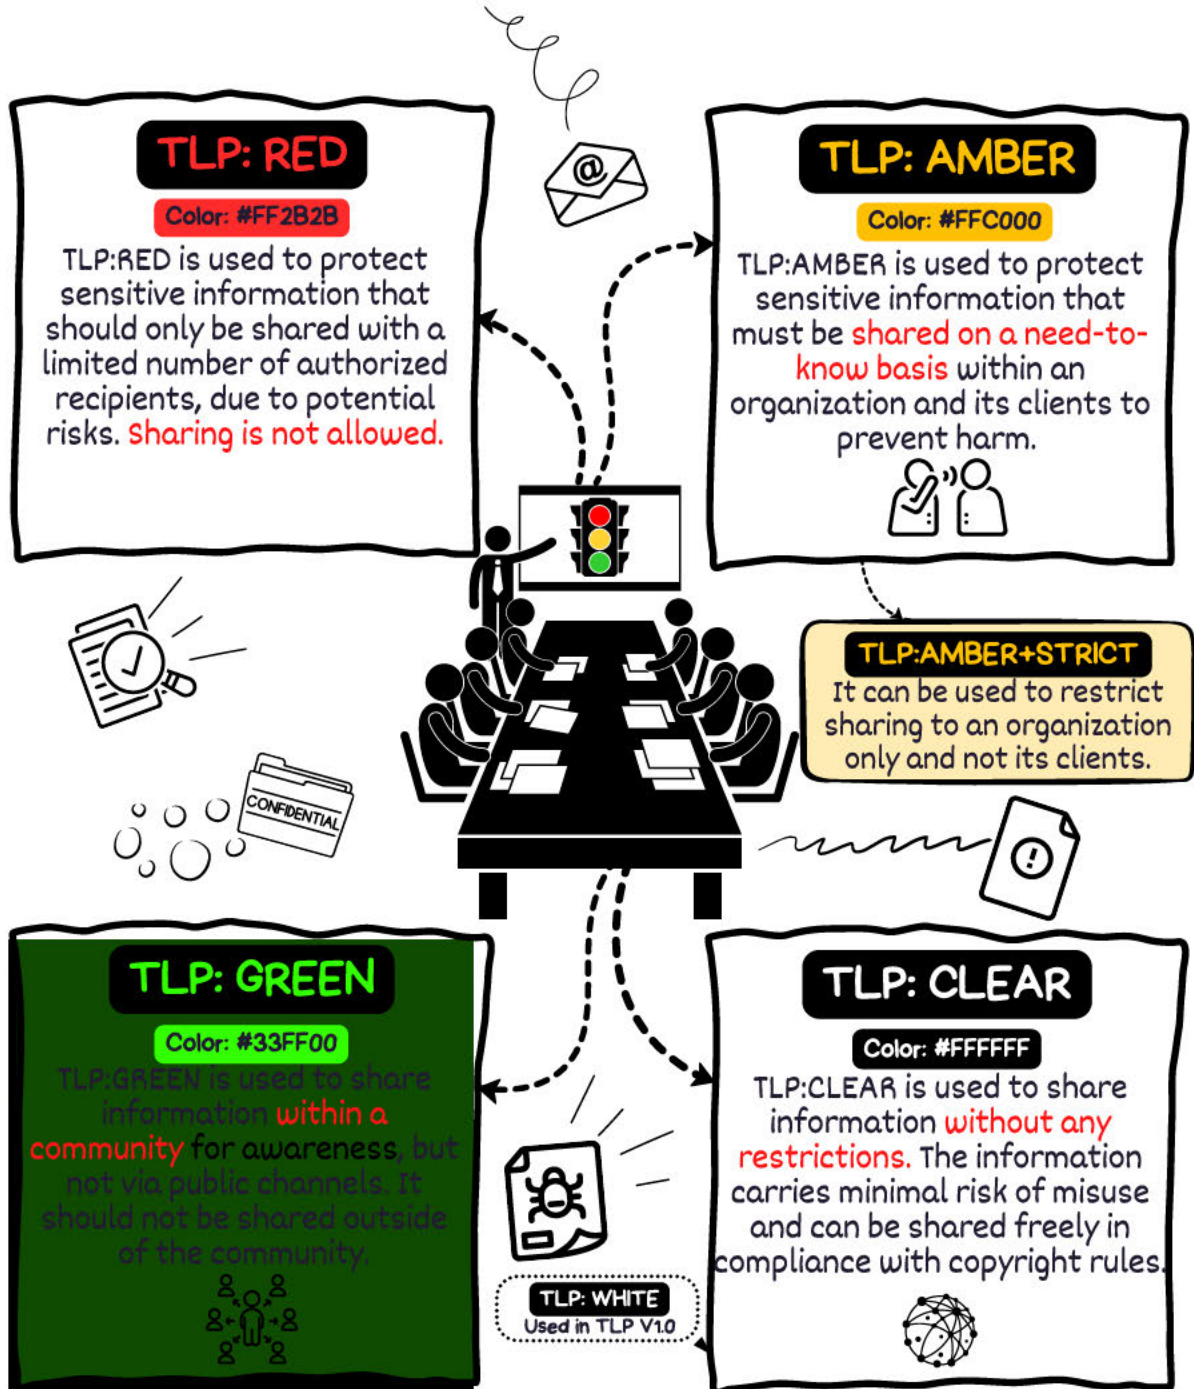 TLP: RED
Color: #FF2B2B
TLP:RED is used to protect
sensitive information that
should only be shared with a
limited number of authorized
recipients, due to potential
risks. Sharing is not allowed.
TLP: AMBER
Color: #FFC000
TLP:AMBER is used to protect
sensitive information that
must be shared on a need-to-
know basis within an
organization and its clients to
prevent harm.
TLP:AMBER+STRICT
It can be used to restrict
sharing to an organization
only and not its clients.
@
CONFIDENTIAL
!
TLP: GREEN
Color: #33FF00
TLP:GREEN is used to share
information within a
community for awareness, but
not via public channels. It
should not be shared outside
of the community.
TLP: CLEAR
Color: #FFFFFF
TLP:CLEAR is used to share
information without any
restrictions. The information
carries minimal risk of misuse
and can be shared freely in
compliance with copyright rules.
TLP: WHITE
Used in TLP V1.0